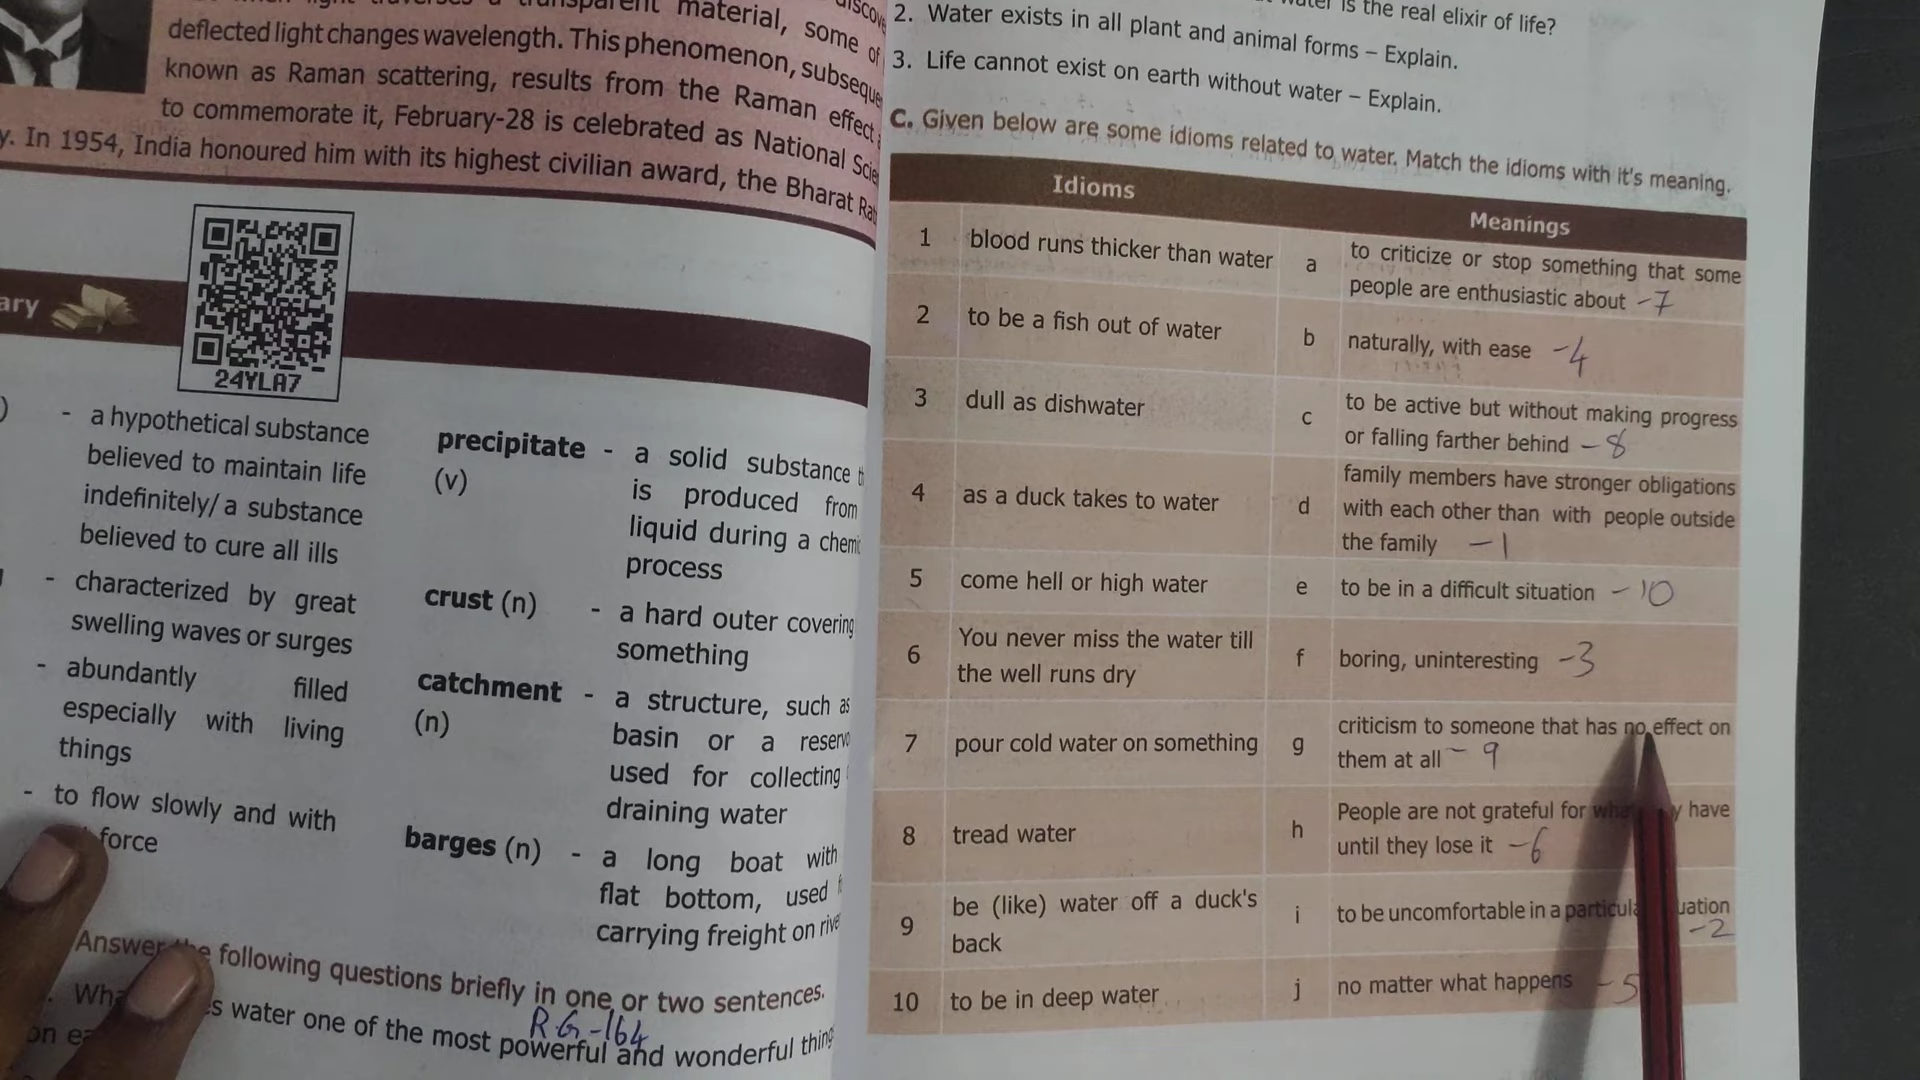 transparent material, some of
deflected light changes wavelength. This phenomenon,
known as Raman scattering, results from the Raman effect
to commemorate it, February-28 is celebrated as National
In 1954, India honoured him with its highest civilian award, the Bharat
24YLA7
- a hypothetical substance
believed to maintain life
indefinitely/ a substance
believed to cure all ills
- characterized by great
swelling waves or surges
- abundantly filled
especially with living
things
- to flow slowly and with
force
precipitate - a solid substance
(v) is produced from
liquid during a
process
crust (n) - a hard outer covering
something
catchment - a structure, such as
(n) basin or a
used for collecting
draining water
barges (n) - a long boat with
flat bottom, used
carrying freight on
Answer the following questions briefly in one or two sentences.
R.G-164
water one of the most powerful and wonderful
is the real elixir of life?
2. Water exists in all plant and animal forms – Explain.
3. Life cannot exist on earth without water – Explain.
C. Given below are some idioms related to water. Match the idioms with it's meaning.
Idioms Meanings
1 blood runs thicker than water a to criticize or stop something that some
people are enthusiastic about -7
2 to be a fish out of water b naturally, with ease -4
3 dull as dishwater c to be active but without making progress
or falling farther behind -8
4 as a duck takes to water d family members have stronger obligations
with each other than with people outside
the family -1
5 come hell or high water e to be in a difficult situation -10
6 You never miss the water till
the well runs dry f boring, uninteresting -3
7 pour cold water on something g criticism to someone that has no effect on
them at all - 9
8 tread water h People are not grateful for have
until they lose it -6
9 be (like) water off a duck's
back i to be uncomfortable in a
-2
10 to be in deep water j no matter what happens -5